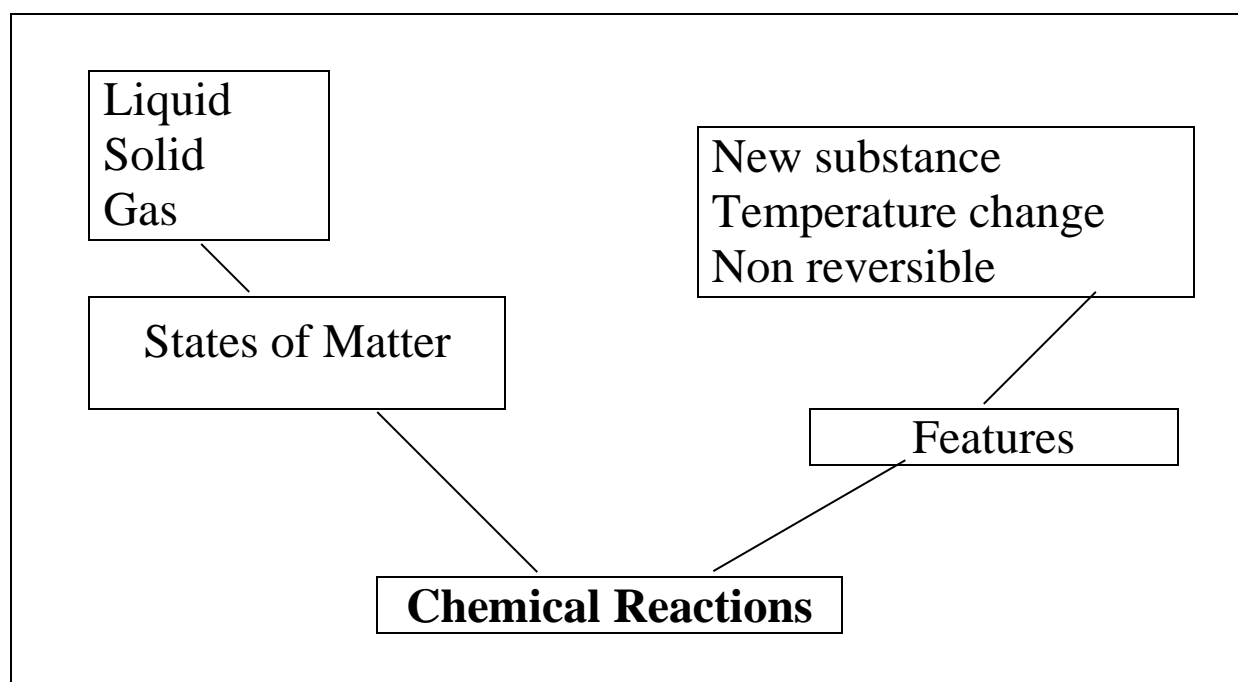 Liquid
Solid
Gas
New substance
Temperature change
Non reversible
States of Matter
Features
Chemical Reactions